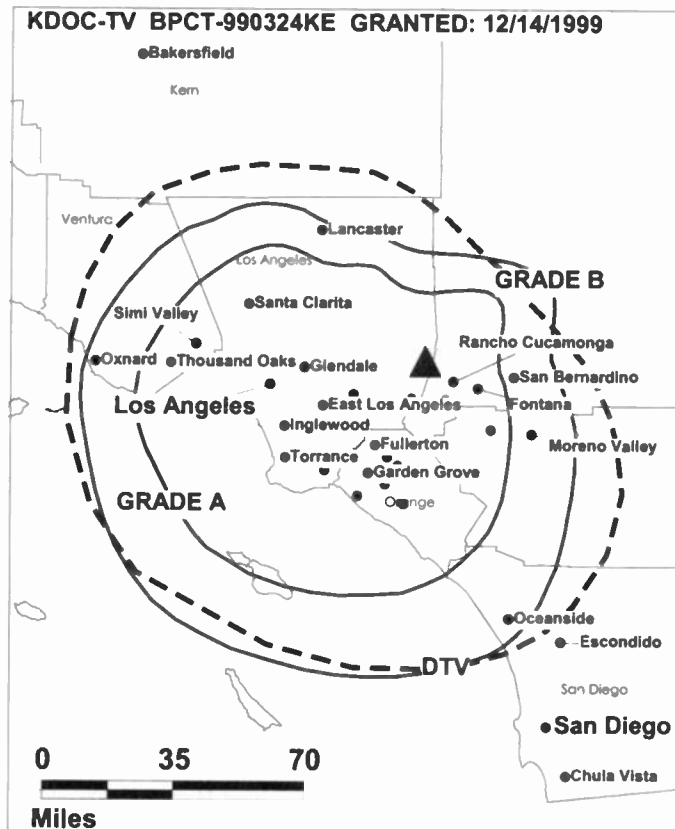 KDOC-TV BPCT-990324KE GRANTED: 12/14/1999
Bakersfield
Kern
Ventura
Lancaster
Los Angeles
GRADE B
Santa Clarita
Simi Valley
Rancho Cucamonga
Oxnard
Thousand Oaks
Glendale
San Bernardino
Los Angeles
East Los Angeles
Fontana
Inglewood
Fullerton
Moreno Valley
Torrance
Garden Grove
GRADE A
Orange
Oceanside
Escondido
DTV
San Diego
San Diego
Chula Vista
0 35 70
Miles